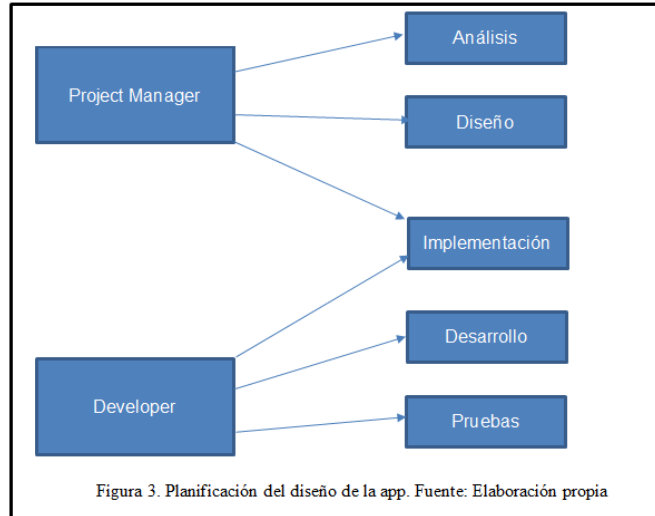 Project Manager
Análisis
Diseño
Implementación
Developer
Desarrollo
Pruebas
Figura 3. Planificación del diseño de la app. Fuente: Elaboración propia